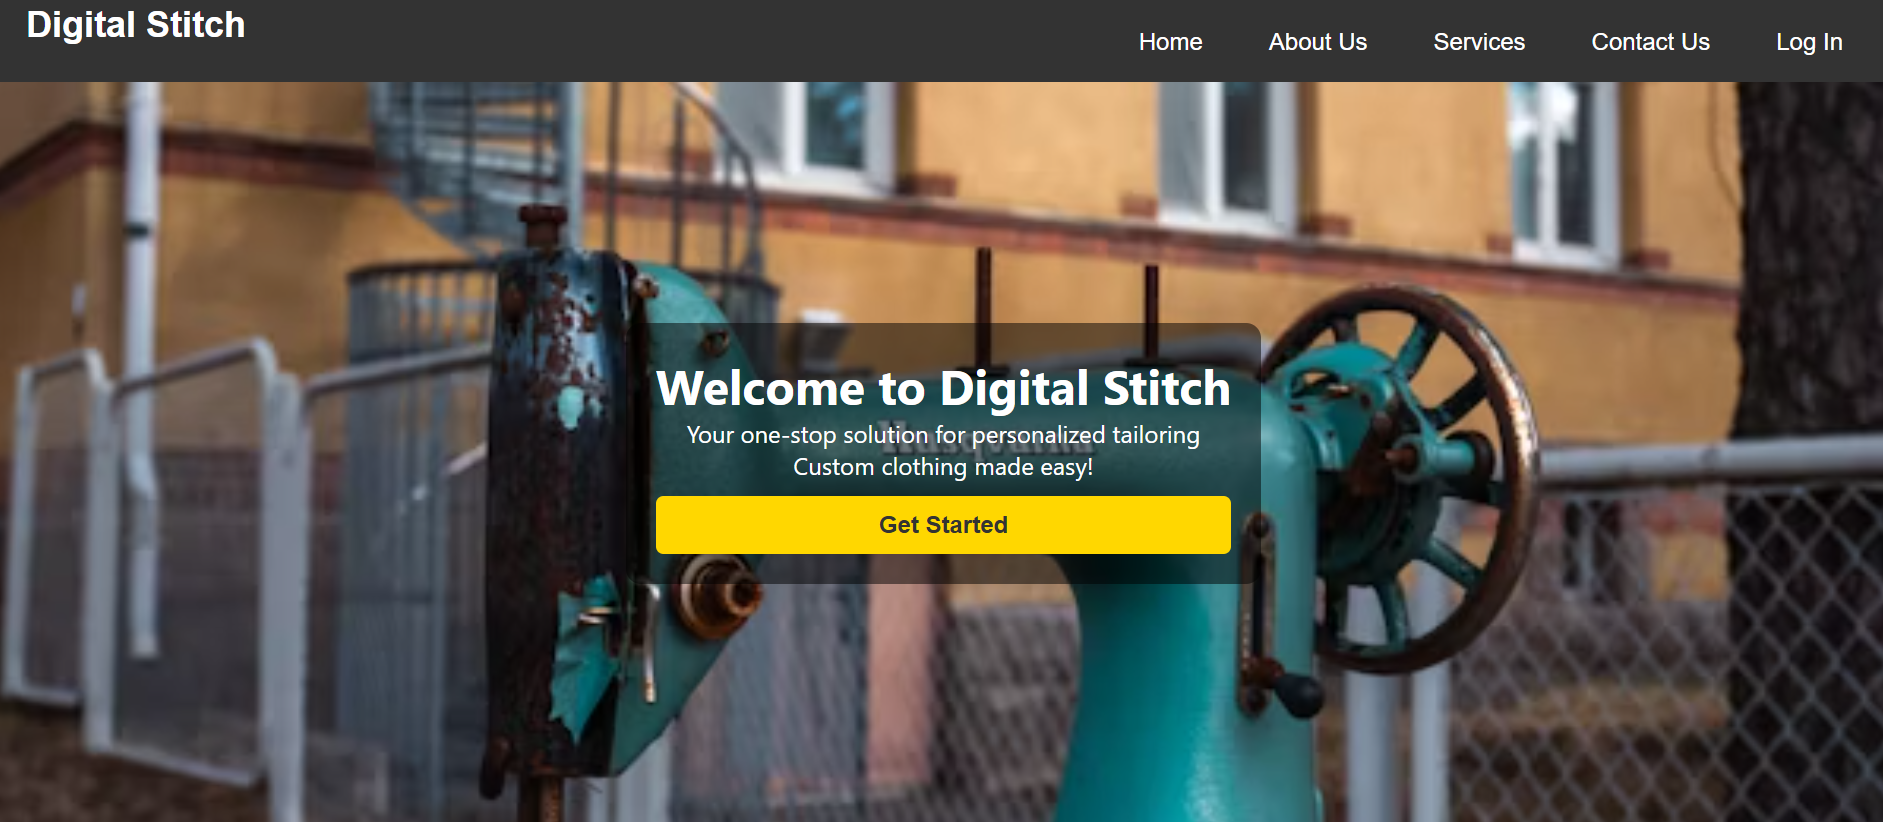 Digital Stitch
Home About Us Services Contact Us Log In
Welcome to Digital Stitch
Your one-stop solution for personalized tailoring
Custom clothing made easy!
Get Started